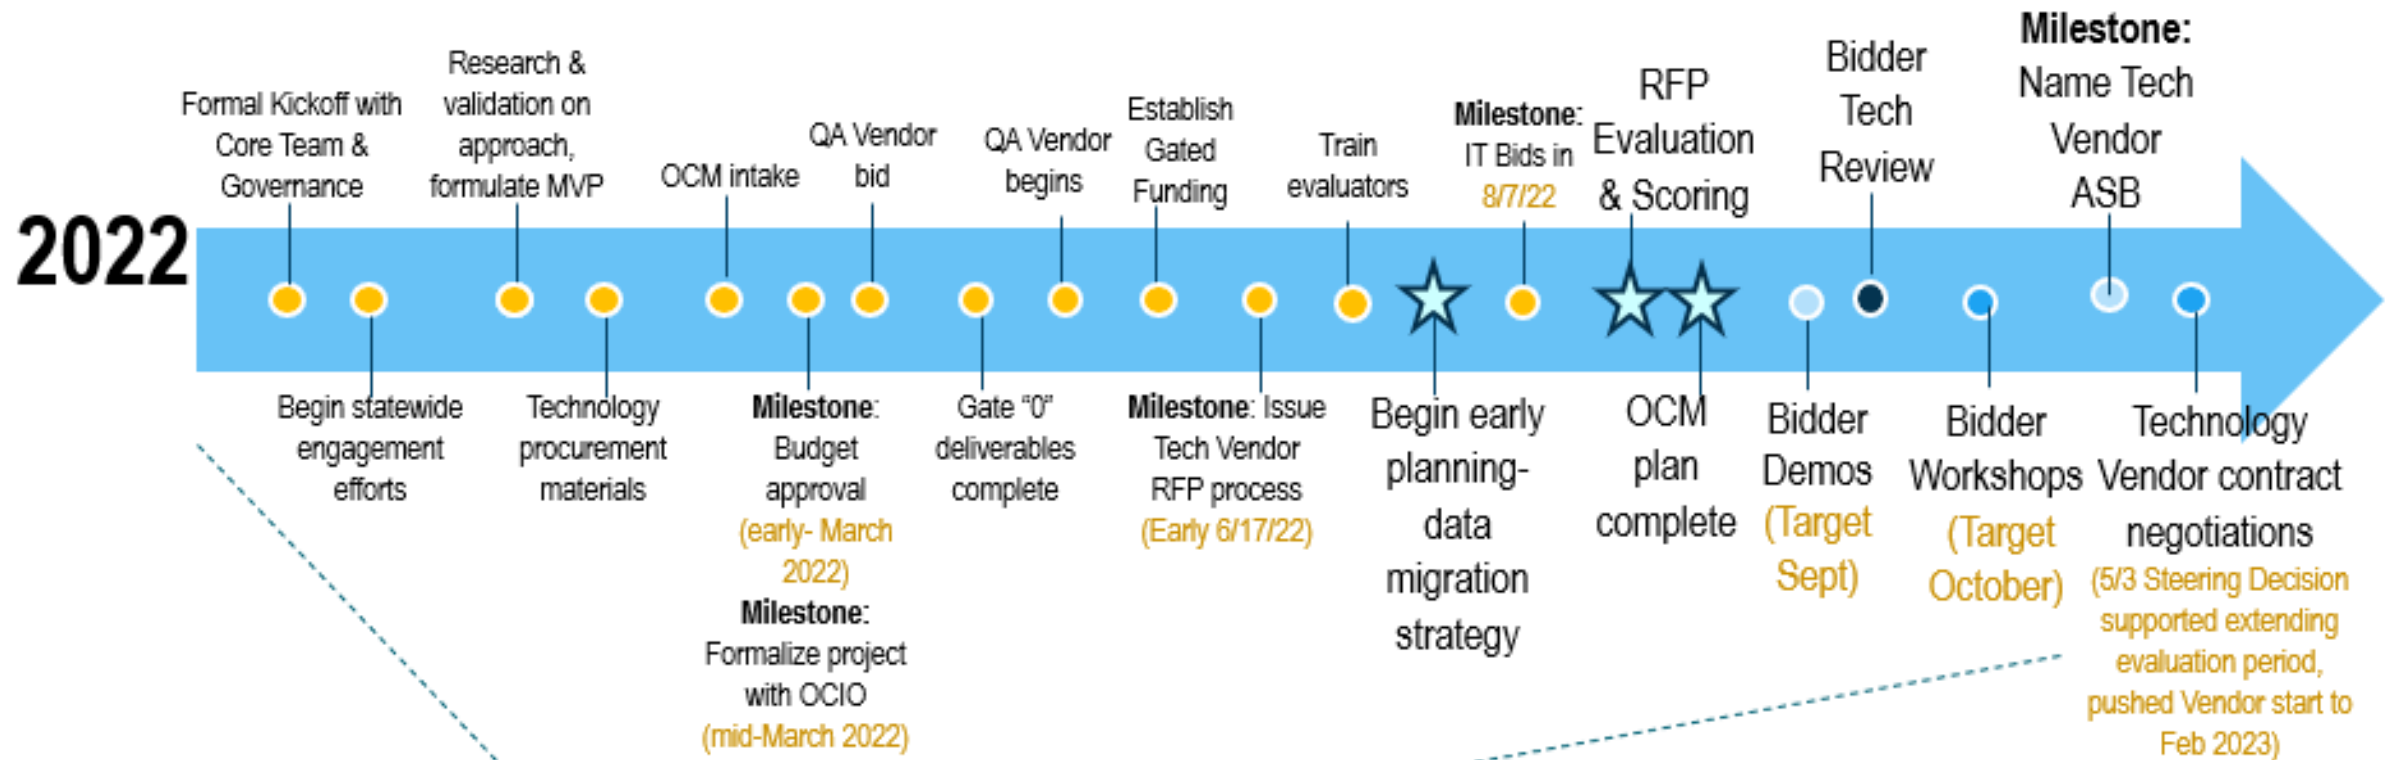 2022
Formal Kickoff with
Core Team &
Governance
Begin statewide
engagement
efforts
Research &
validation on
approach,
formulate MVP
Technology
procurement
materials
OCM intake
Milestone:
Budget
approval
(early- March
2022)
Milestone:
Formalize project
with OCIO
(mid-March 2022)
QA Vendor
bid
Gate “0”
deliverables
complete
QA Vendor
begins
Establish
Gated
Funding
Milestone: Issue
Tech Vendor
RFP process
(Early 6/17/22)
Train
evaluators
Begin early
planning-
data
migration
strategy
Milestone:
IT Bids in
8/7/22
RFP
Evaluation
& Scoring
OCM
plan
complete
Bidder
Demos
(Target
Sept)
Bidder
Tech
Review
Bidder
Workshops
(Target
October)
Milestone:
Name Tech
Vendor
ASB
Technology
Vendor contract
negotiations
(5/3 Steering Decision
supported extending
evaluation period,
pushed Vendor start to
Feb 2023)